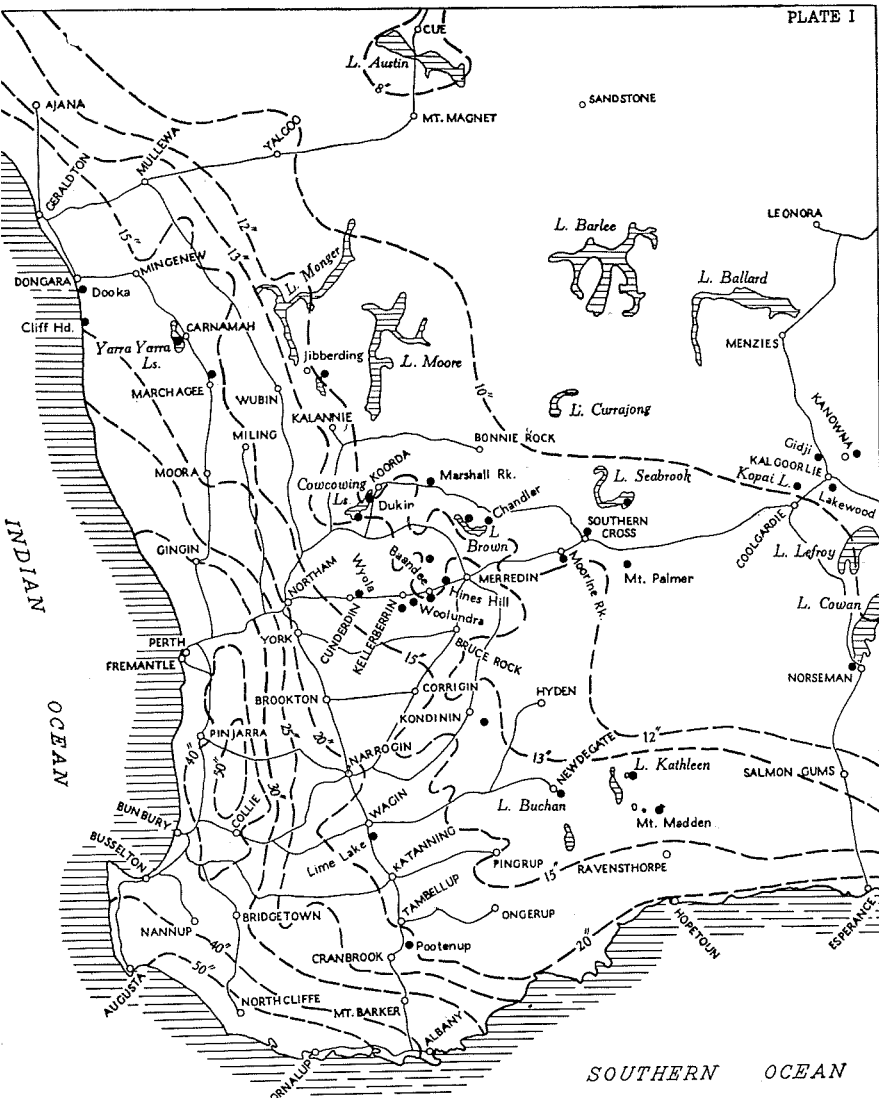 PLATE I
CUE
L. Austin
8"
AJANA
SANDSTONE
MT. MAGNET
YALGOO
MULLEWA
GERALDTON
LEONORA
12"
15"
13"
L. Barlee
L. Monger
MINGENEW
DONGARA
Dooka
L. Ballard
Cliff Hd.
CARNAMAH
Yarra Yarra
Ls.
MENZIES
Jibberding
L. Moore
MARCHAGEE
WUBIN
10"
L. Currajong
KALANNIE
MILING
BONNIE ROCK
KANOWNA
Gidji
KALGOORLIE
MOORA
KOORDA
Marshall Rk.
L. Seabrook
Kopai L.
Cowcowing
Ls
Lakewood
Dukin
Chandler
COOLGARDIE
SOUTHERN
CROSS
L
Brown
L. Lefroy
INDIAN
OCEAN
GINGIN
Baandee
MERREDIN
Moorine Rk.
Mt. Palmer
NORTHAM
Wyola
Hines Hill
L. Cowan
CUNDERDIN
KELLERBERRIN
Woolundra
PERTH
YORK
FREMANTLE
15"
BRUCE ROCK
NORSEMAN
BROOKTON
CORRIGIN
HYDEN
KONDININ
PINJARRA
40"
50"
25"
20"
30"
12"
13"
NARROGIN
NEWDEGATE
L. Kathleen
SALMON GUMS
L. Buchan
WAGIN
Mt. Madden
BUNBURY
COLLIE
BUSSELTON
Lime Lake
KATANNING
PINGRUP
RAVENSTHORPE
15"
TAMBELLUP
ONGERUP
BRIDGETOWN
NANNUP
40"
50"
20"
HOPETOUN
ESPERANCE
Pootenup
CRANBROOK
AUGUSTA
NORTHCLIFFE
MT. BARKER
ALBANY
ORNALUP
SOUTHERN OCEAN